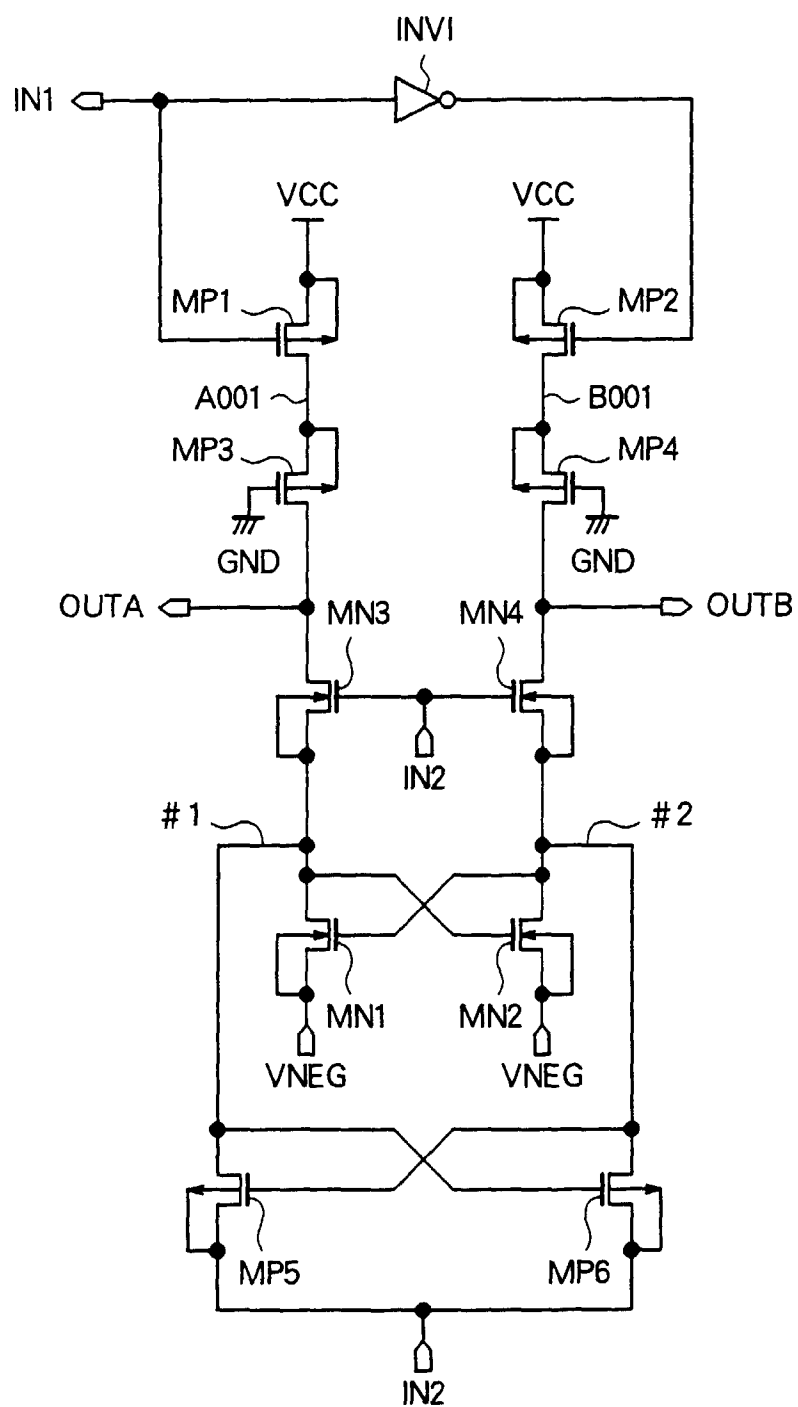 INV1
IN1
VCC
VCC
MP1
MP2
A001
B001
MP3
MP4
GND
GND
OUTA
MN3
MN4
OUTB
IN2
#1
#2
MN1
MN2
VNEG
VNEG
MP5
MP6
IN2